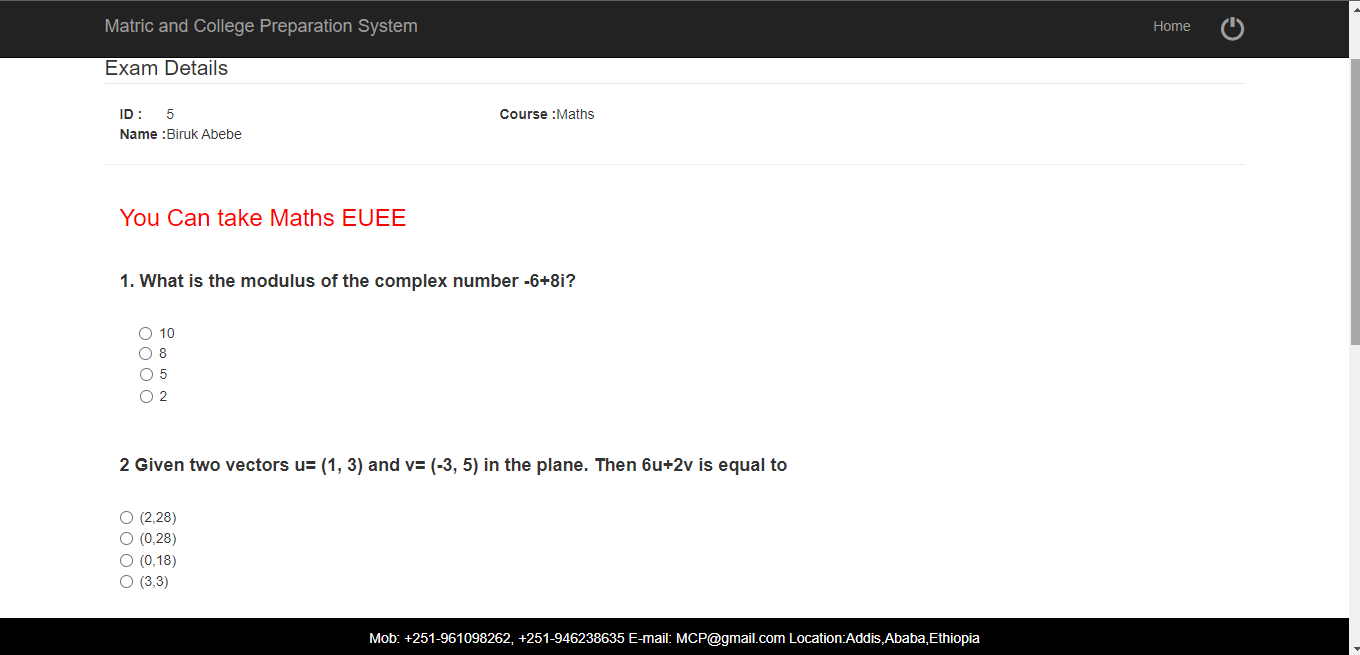 Matric and College Preparation System Home
Exam Details
ID : 5 Course :Maths
Name :Biruk Abebe
You Can take Maths EUEE
1. What is the modulus of the complex number -6+8i?
10
8
5
2
2 Given two vectors u= (1, 3) and v= (-3, 5) in the plane. Then 6u+2v is equal to
(2,28)
(0,28)
(0,18)
(3,3)
Mob: +251-961098262, +251-946238635 E-mail: MCP@gmail.com Location:Addis,Ababa,Ethiopia